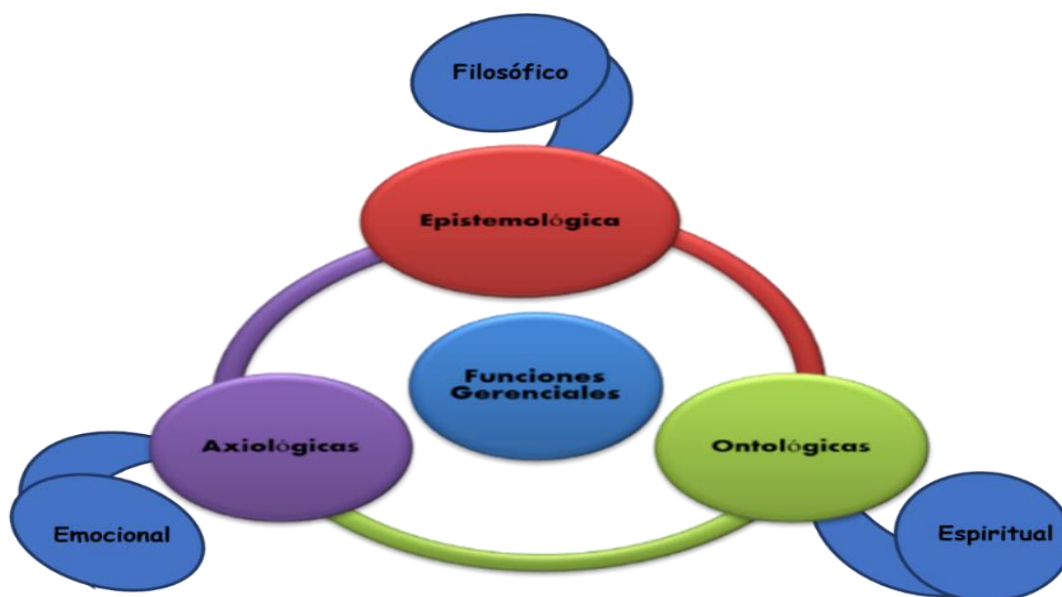 Filosófico
Epistemológica
Funciones
Gerenciales
Axiológicas
Ontológicas
Emocional
Espiritual